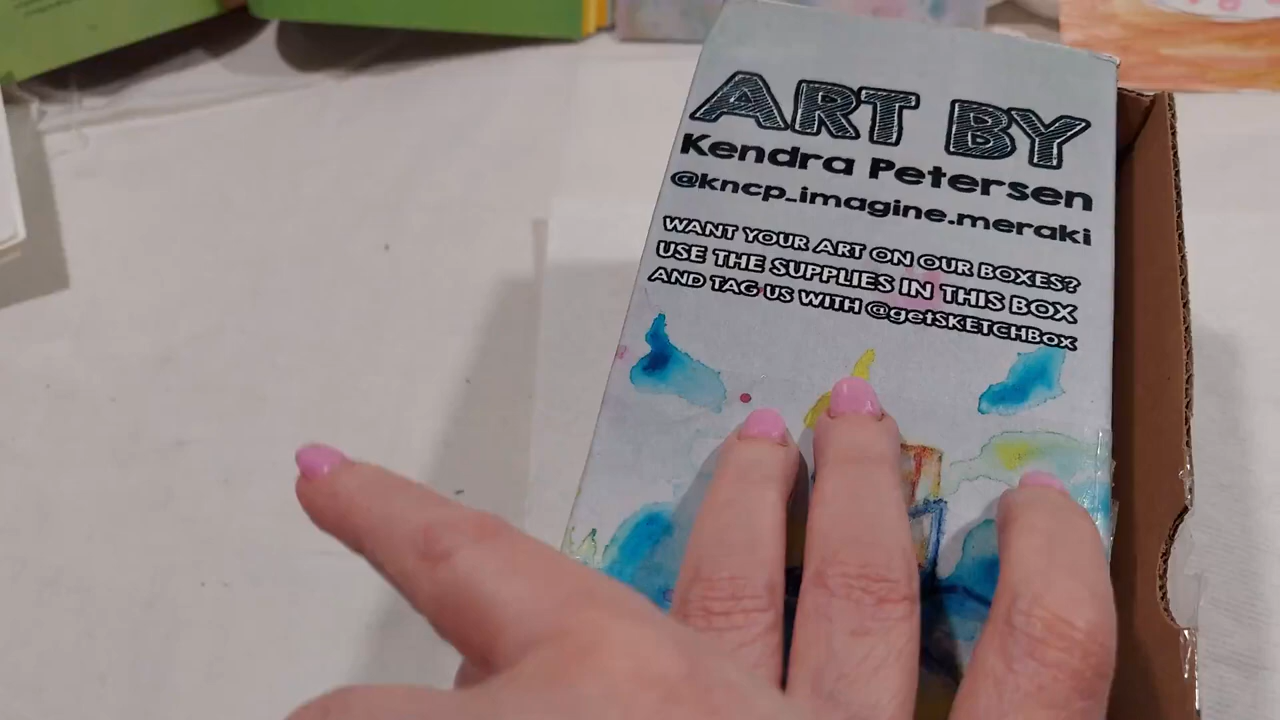 ART BY
Kendra Petersen
@kncp_imagine.meraki
WANT YOUR ART ON OUR BOXES?
USE THE SUPPLIES IN THIS BOX
AND TAG US WITH @getSKETCHBox